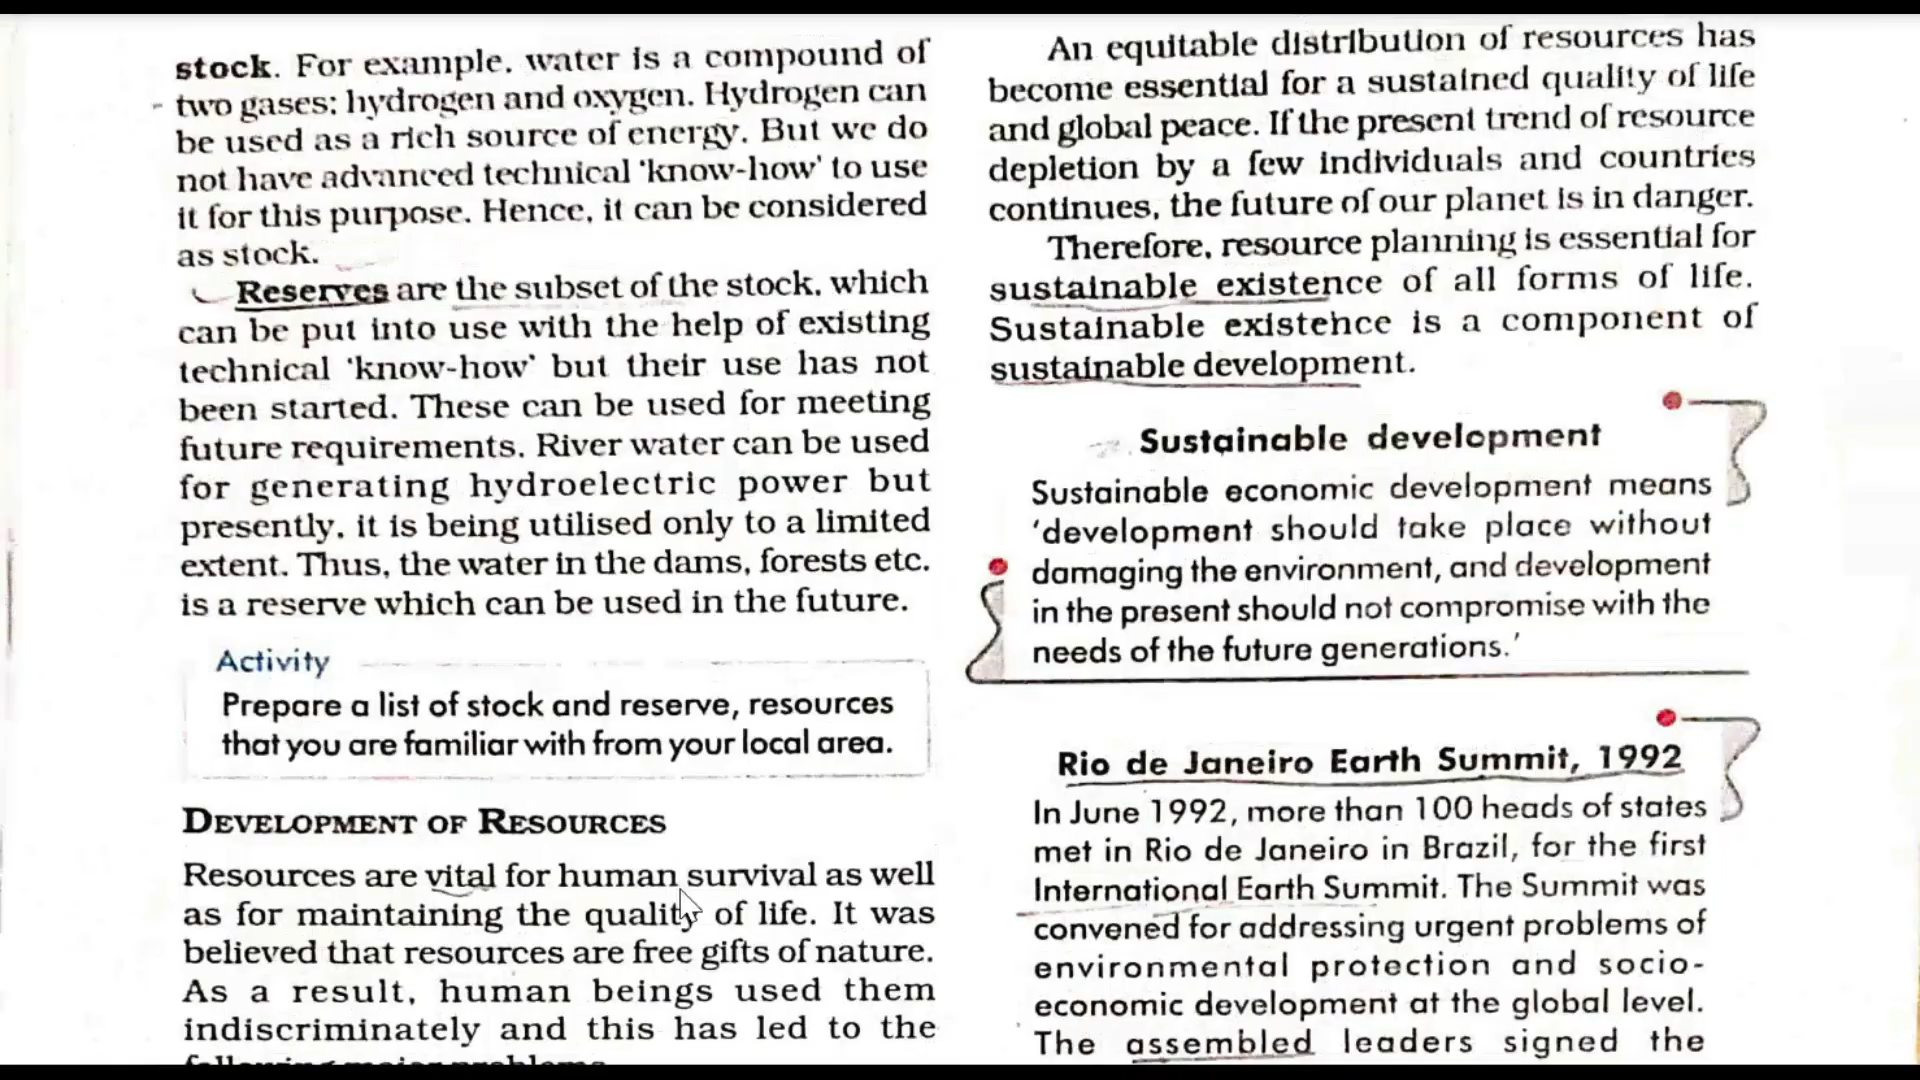 stock. For example, water is a compound of
two gases; hydrogen and oxygen. Hydrogen can
be used as a rich source of energy. But we do
not have advanced technical ‘know-how’ to use
it for this purpose. Hence, it can be considered
as stock.
Reserves are the subset of the stock, which
can be put into use with the help of existing
technical ‘know-how’ but their use has not
been started. These can be used for meeting
future requirements. River water can be used
for generating hydroelectric power but
presently, it is being utilised only to a limited
extent. Thus, the water in the dams, forests etc.
is a reserve which can be used in the future.
Activity
Prepare a list of stock and reserve, resources
that you are familiar with from your local area.
DEVELOPMENT OF RESOURCES
Resources are vital for human survival as well
as for maintaining the quality of life. It was
believed that resources are free gifts of nature.
As a result, human beings used them
indiscriminately and this has led to the
following major problems.
An equitable distribution of resources has
become essential for a sustained quality of life
and global peace. If the present trend of resource
depletion by a few individuals and countries
continues, the future of our planet is in danger.
Therefore, resource planning is essential for
sustainable existence of all forms of life.
Sustainable existence is a component of
sustainable development.
Sustainable development
Sustainable economic development means
‘development should take place without
damaging the environment, and development
in the present should not compromise with the
needs of the future generations.’
Rio de Janeiro Earth Summit, 1992
In June 1992, more than 100 heads of states
met in Rio de Janeiro in Brazil, for the first
International Earth Summit. The Summit was
convened for addressing urgent problems of
environmental protection and socio-
economic development at the global level.
The assembled leaders signed the